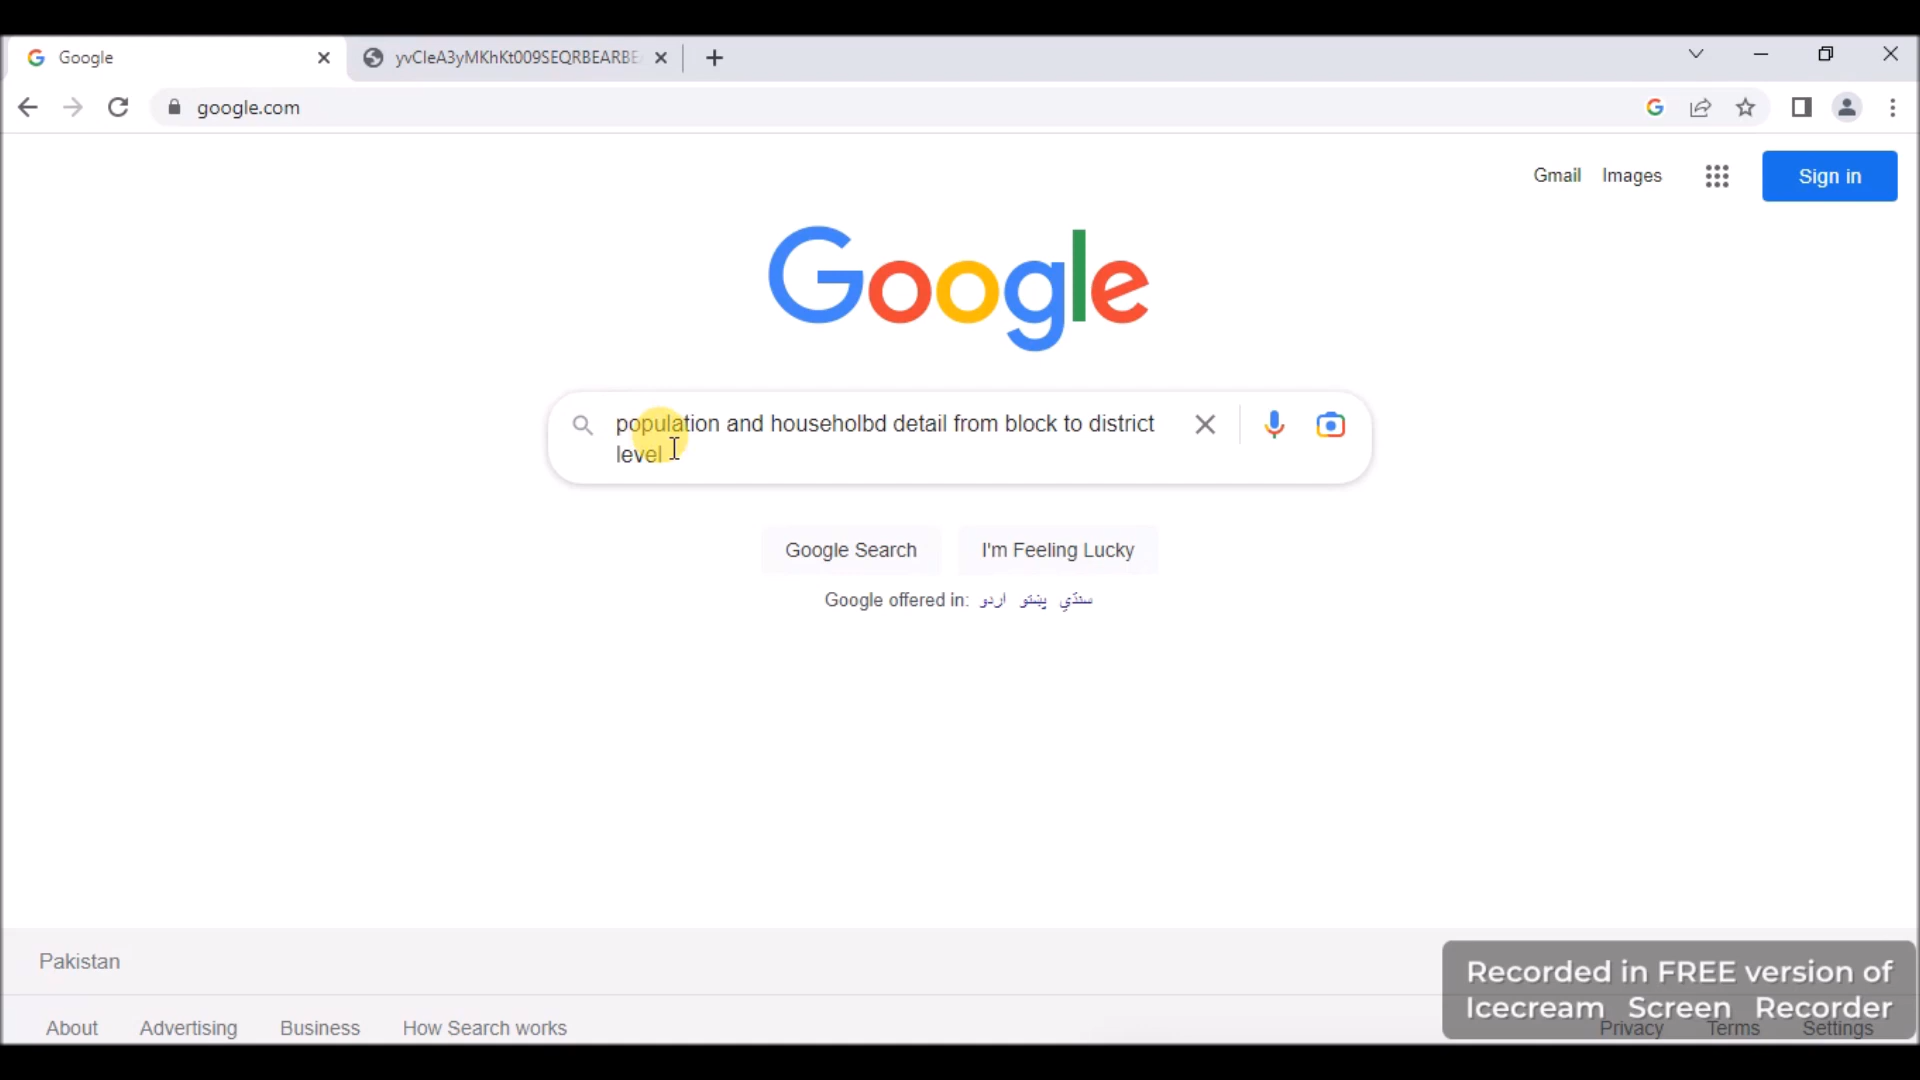 Google
yvCIeA3yMKhKt009SEQRBEARBE
google.com
Gmail Images Sign in
Google
population and householbd detail from block to district
level
Google Search I'm Feeling Lucky
Google offered in: اردو پښتو سنڌي
Pakistan
Recorded in FREE version of
Icecream Screen Recorder
About Advertising Business How Search works Privacy Terms Settings